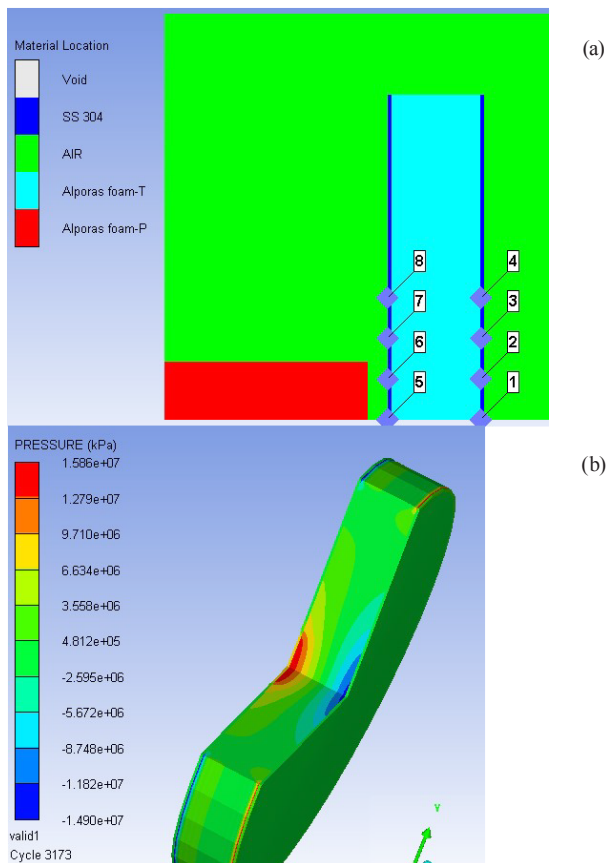 (a)
Material Location
Void
SS 304
AIR
Alporas foam-T
Alporas foam-P
8
4
7
3
6
2
5
1
(b)
PRESSURE (kPa)
1.586e+07
1.279e+07
9.710e+06
6.634e+06
3.558e+06
4.812e+05
-2.595e+06
-5.672e+06
-8.748e+06
-1.182e+07
-1.490e+07
valid1
Cycle 3173
Y